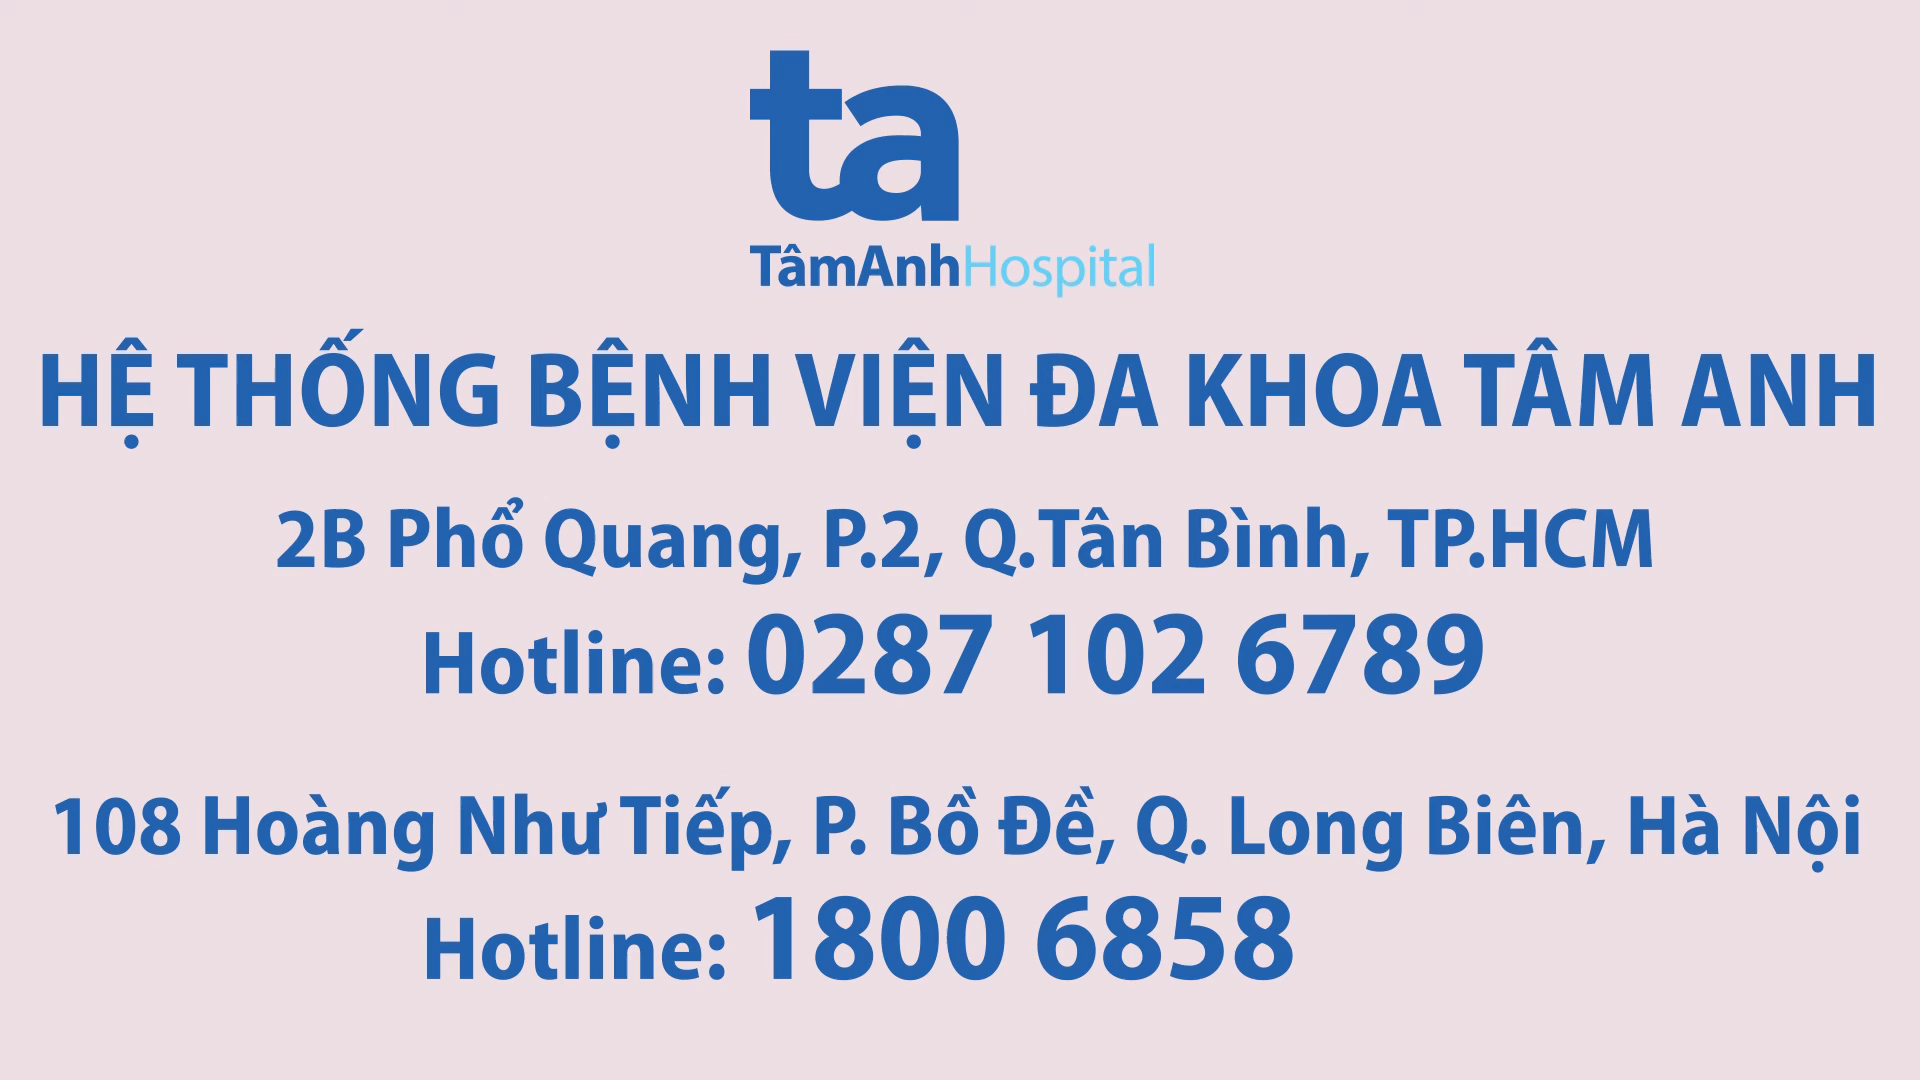 ta
TâmAnhHospital
HỆ THỐNG BỆNH VIỆN ĐA KHOA TÂM ANH
2B Phổ Quang, P.2, Q.Tân Bình, TP.HCM
Hotline: 0287 102 6789
108 Hoàng Như Tiếp, P. Bồ Đề, Q. Long Biên, Hà Nội
Hotline: 1800 6858